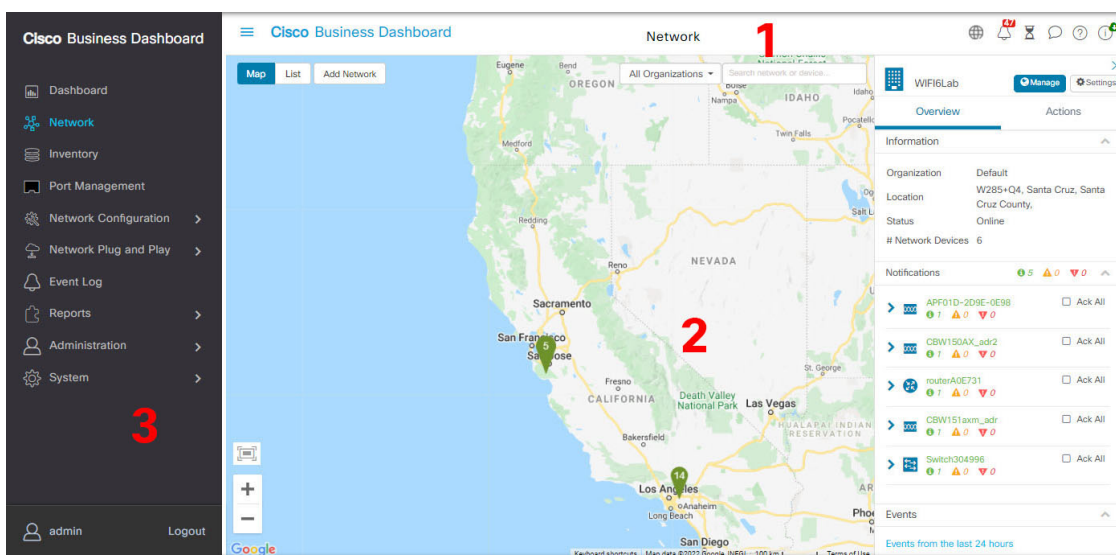 Cisco Business Dashboard
Dashboard
Network
Inventory
Port Management
Network Configuration
Network Plug and Play
Event Log
Reports
Administration
System
3
admin
Logout
Cisco Business Dashboard
Network
1
47
Map
List
Add Network
All Organizations
Search network or device...
Eugene
Bend
OREGON
Boise
Nampa
IDAHO
Idaho
Pocatello
Twin Falls
Medford
Redding
Salt L
Reno
NEVADA
Sacramento
2
San Francisco
5
San Jose
St. George
Fresno
CALIFORNIA
Death Valley
National Park
Las Vegas
HUALAPAI INDIAN
RESERVATION
Bakersfield
14
Los Angeles
Anaheim
Long Beach
AR
Phoe
San Diego
+
−
Google
Keyboard shortcuts
Map data ©2022 Google, INEGI
100 km
Terms of Use
WIFI6Lab
Manage
Settings
Overview
Actions
Information
Organization Default
Location W285+Q4, Santa Cruz, Santa
Cruz County,
Status Online
# Network Devices 6
Notifications 5 0 0
APF01D-2D9E-0E98 Ack All
1 0 0
CBW150AX_adr2 Ack All
1 0 0
routerA0E731 Ack All
1 0 0
CBW151axm_adr Ack All
1 0 0
Switch304996 Ack All
1 0 0
Events
Events from the last 24 hours